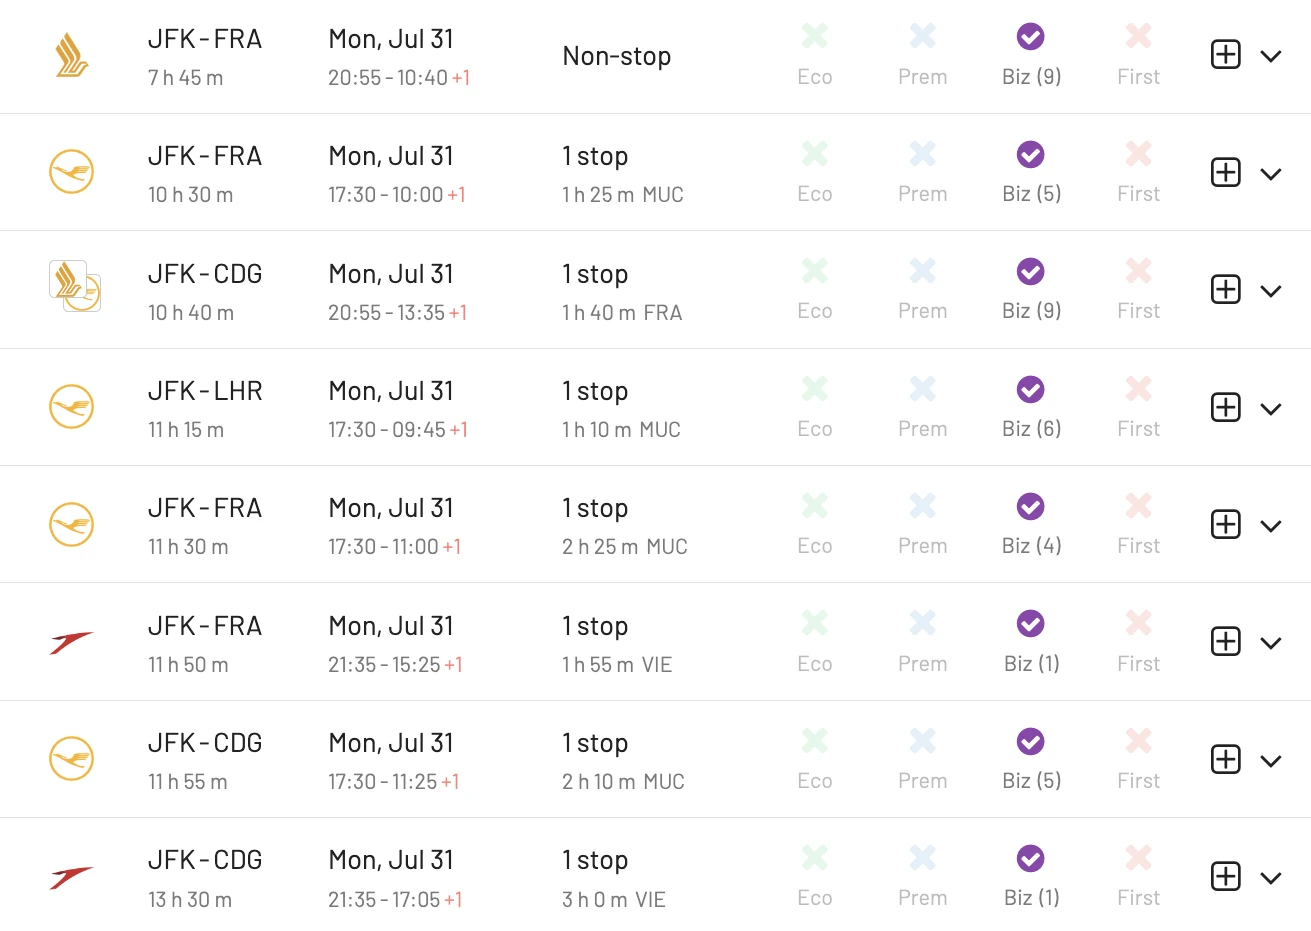 JFK - FRA Mon, Jul 31 Non-stop
7 h 45 m 20:55 - 10:40 +1 Eco Prem Biz (9) First
JFK - FRA Mon, Jul 31 1 stop
10 h 30 m 17:30 - 10:00 +1 1 h 25 m MUC Eco Prem Biz (5) First
JFK - CDG Mon, Jul 31 1 stop
10 h 40 m 20:55 - 13:35 +1 1 h 40 m FRA Eco Prem Biz (9) First
JFK - LHR Mon, Jul 31 1 stop
11 h 15 m 17:30 - 09:45 +1 1 h 10 m MUC Eco Prem Biz (6) First
JFK - FRA Mon, Jul 31 1 stop
11 h 30 m 17:30 - 11:00 +1 2 h 25 m MUC Eco Prem Biz (4) First
JFK - FRA Mon, Jul 31 1 stop
11 h 50 m 21:35 - 15:25 +1 1 h 55 m VIE Eco Prem Biz (1) First
JFK - CDG Mon, Jul 31 1 stop
11 h 55 m 17:30 - 11:25 +1 2 h 10 m MUC Eco Prem Biz (5) First
JFK - CDG Mon, Jul 31 1 stop
13 h 30 m 21:35 - 17:05 +1 3 h 0 m VIE Eco Prem Biz (1) First